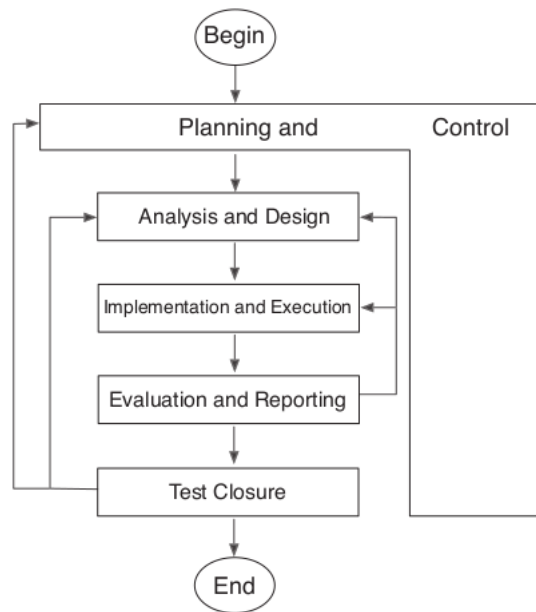 Begin
Planning and Control
Analysis and Design
Implementation and Execution
Evaluation and Reporting
Test Closure
End